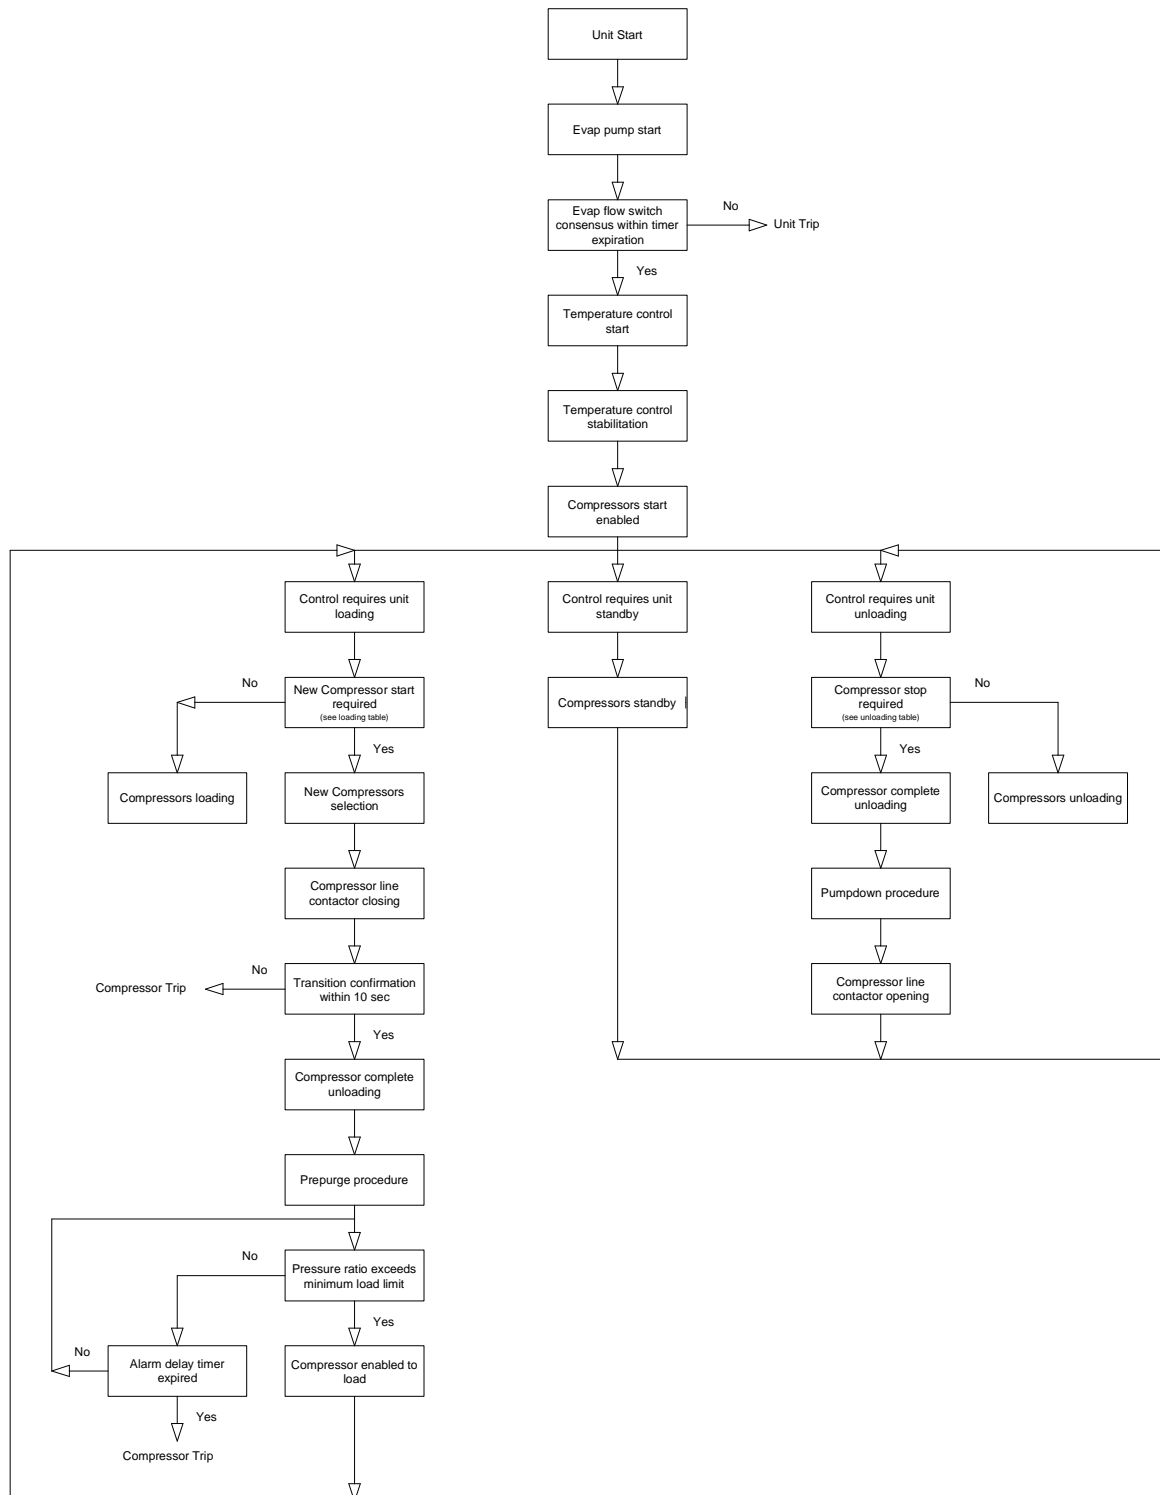 Unit Start
Evap pump start
Evap flow switch
consensus within timer
expiration
No
Unit Trip
Yes
Temperature control
start
Temperature control
stabilitation
Compressors start
enabled
Control requires unit
loading
Control requires unit
standby
Control requires unit
unloading
No
New Compressor start
required
(see loading table)
Compressors standby
Compressor stop
required
(see unloading table)
No
Yes
Yes
Compressors loading
New Compressors
selection
Compressor complete
unloading
Compressors unloading
Compressor line
contactor closing
Pumpdown procedure
Compressor Trip
No
Transition confirmation
within 10 sec
Compressor line
contactor opening
Yes
Compressor complete
unloading
Prepurge procedure
No
Pressure ratio exceeds
minimum load limit
Yes
No
Alarm delay timer
expired
Compressor enabled to
load
Yes
Compressor Trip